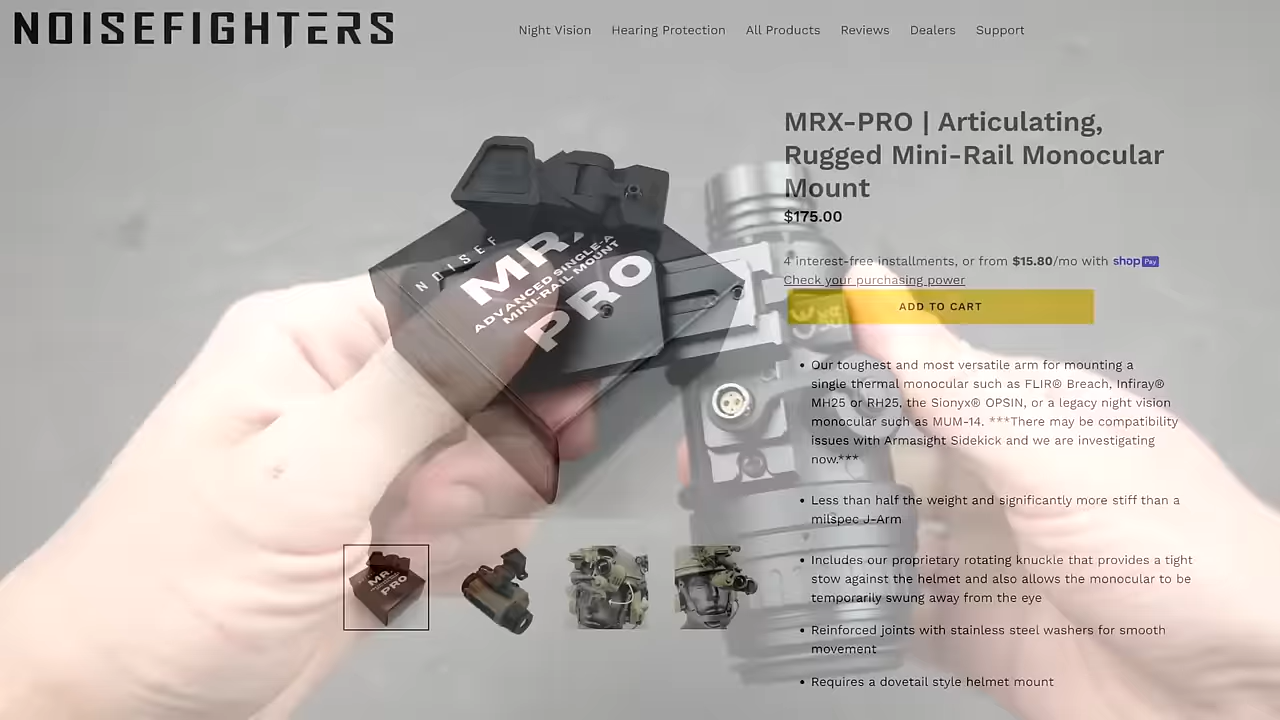 NOISEFIGHTERS
Night Vision Hearing Protection All Products Reviews Dealers Support
MRX-PRO | Articulating,
Rugged Mini-Rail Monocular
Mount
$175.00
4 interest-free installments, or from $15.80/mo with shop Pay
Check your purchasing power
ADD TO CART
NOISEF
MR
ADVANCED SINGLE-A
MINI-RAIL MOUNT
PRO
• Our toughest and most versatile arm for mounting a
single thermal monocular such as FLIR® Breach, Infiray®
MH25 or RH25, the Sionyx® OPSIN, or a legacy night vision
monocular such as MUM-14. ***There may be compatibility
issues with Armasight Sidekick and we are investigating
now.***
• Less than half the weight and significantly more stiff than a
milspec J-Arm
• Includes our proprietary rotating knuckle that provides a tight
stow against the helmet and also allows the monocular to be
temporarily swung away from the eye
• Reinforced joints with stainless steel washers for smooth
movement
• Requires a dovetail style helmet mount
MR
PRO